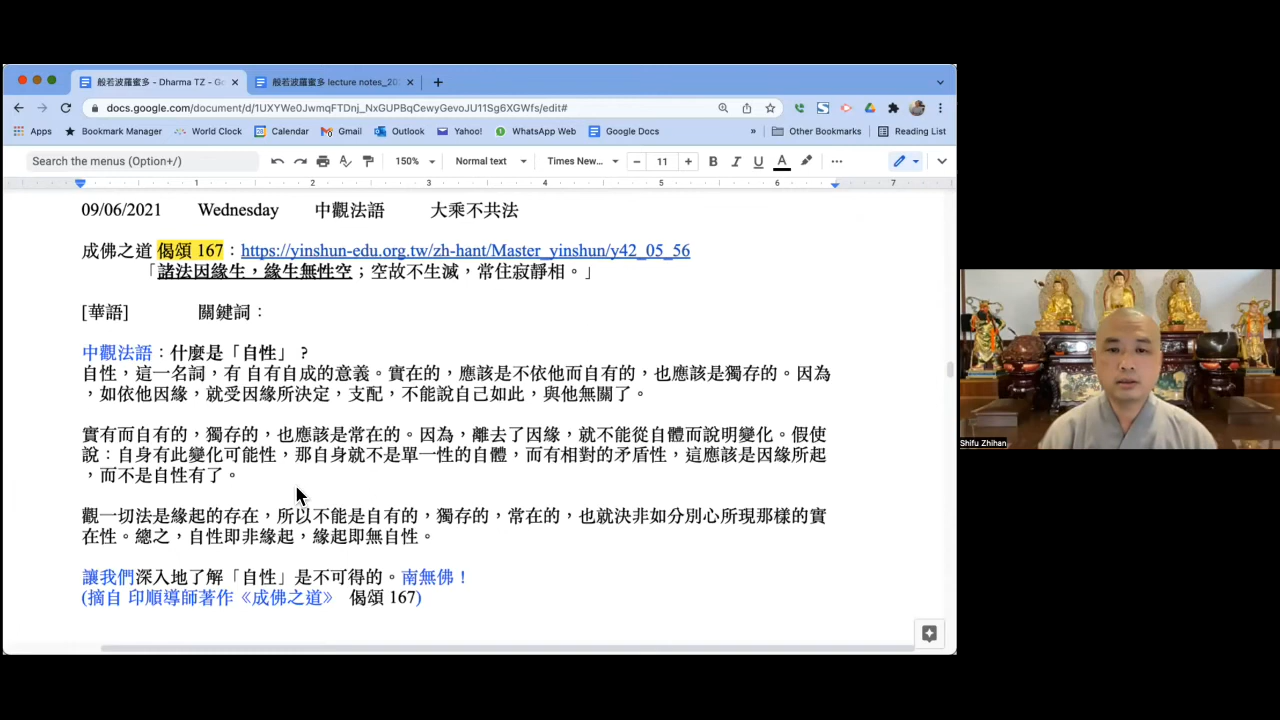 般若波羅蜜多 - Dharma TZ - Go
般若波羅蜜多 lecture notes_20
docs.google.com/document/d/1UXYWe0JwmqFTDnj_NxGUPBqCewyGevoJU11Sg6XGWfs/edit#
Apps Bookmark Manager World Clock Calendar Gmail Outlook Yahoo! WhatsApp Web Google Docs » Other Bookmarks Reading List
Search the menus (Option+/) 150% Normal text Times New... 11 B I U A
1 2 3 4 5 6 7
09/06/2021 Wednesday 中觀法語 大乘不共法
成佛之道 偈頌 167：https://yinshun-edu.org.tw/zh-hant/Master_yinshun/y42_05_56
「諸法因緣生，緣生無性空；空故不生滅，常住寂靜相。」
[華語] 關鍵詞：
中觀法語：什麼是「自性」？
自性，這一名詞，有 自有自成的意義。實在的，應該是不依他而自有的，也應該是獨存的。因為
，如依他因緣，就受因緣所決定，支配，不能說自己如此，與他無關了。
實有而自有的，獨存的，也應該是常在的。因為，離去了因緣，就不能從自體而說明變化。假使
說：自身有此變化可能性，那自身就不是單一性的自體，而有相對的矛盾性，這應該是因緣所起
，而不是自性有了。
觀一切法是緣起的存在，所以不能是自有的，獨存的，常在的，也就決非如分別心所現那樣的實
在性。總之，自性即非緣起，緣起即無自性。
讓我們深入地了解「自性」是不可得的。南無佛！
(摘自 印順導師著作《成佛之道》 偈頌 167)
Shifu Zhihan